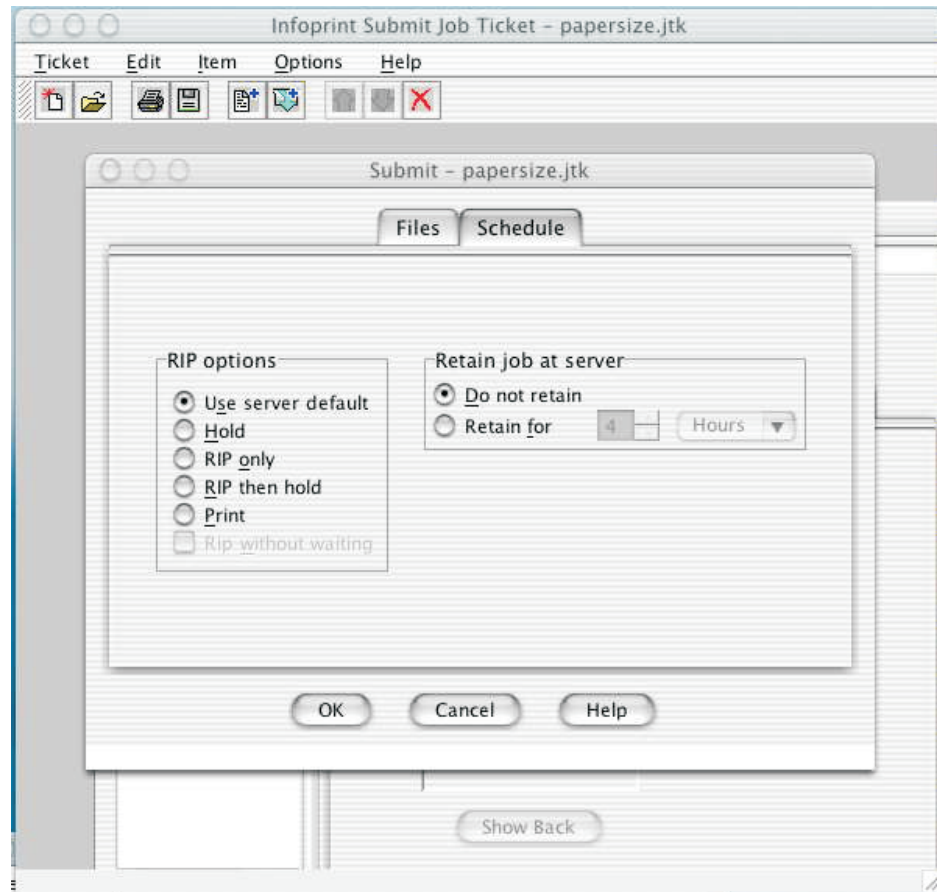 Infoprint Submit Job Ticket – papersize.jtk
Ticket Edit Item Options Help
Submit – papersize.jtk
Files Schedule
RIP options
Use server default
Hold
RIP only
RIP then hold
Print
Rip without waiting
Retain job at server
Do not retain
Retain for 4 Hours
OK Cancel Help
Show Back